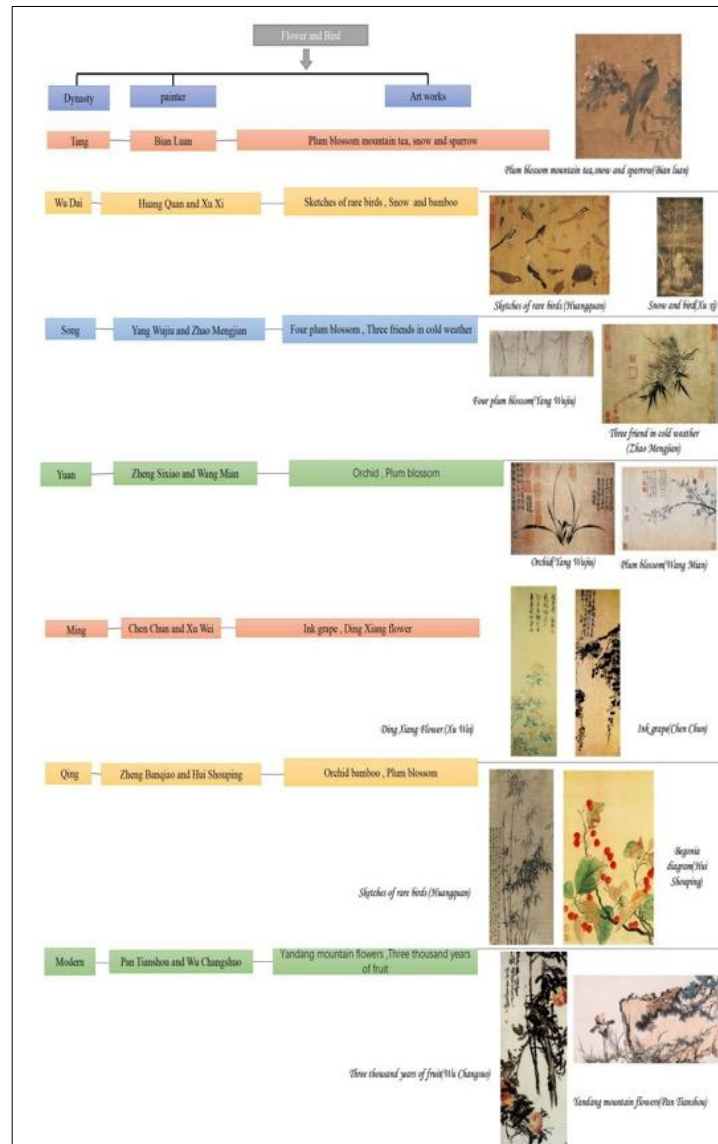 Flower and Bird
Dynasty
painter
Art works
Tang
Bian Luan
Plum blossom mountain tea, snow and sparrow
Plum blossom mountain tea,snow and sparrow(Bian luan)
Wu Dai
Huang Quan and Xu Xi
Sketches of rare birds , Snow and bamboo
Sketches of rare birds (Huangquan)
Snow and bird(Xu xi)
Song
Yang Wujiu and Zhao Mengjian
Four plum blossom , Three friends in cold weather
Four plum blossom(Yang Wujiu)
Three friend in cold weather
(Zhao Mengjian)
Yuan
Zheng Sixiao and Wang Mian
Orchid , Plum blossom
Orchid(Yang Wujiu)
Plum blossom(Wang Mian)
Ming
Chen Chun and Xu Wei
Ink grape , Ding Xiang flower
Ding Xiang Flower (Xu Wei)
Ink grape(Chen Chun)
Qing
Zheng Banqiao and Hui Shouping
Orchid bamboo , Plum blossom
Sketches of rare birds (Huangquan)
Begonia
diagram(Hui
Shouping)
Modern
Pan Tianshou and Wu Changshuo
Yandang mountain flowers ,Three thousand years
of fruit
Three thousand years of fruit(Wu Changsuo)
Yandang mountain flowers(Pan Tianshou)